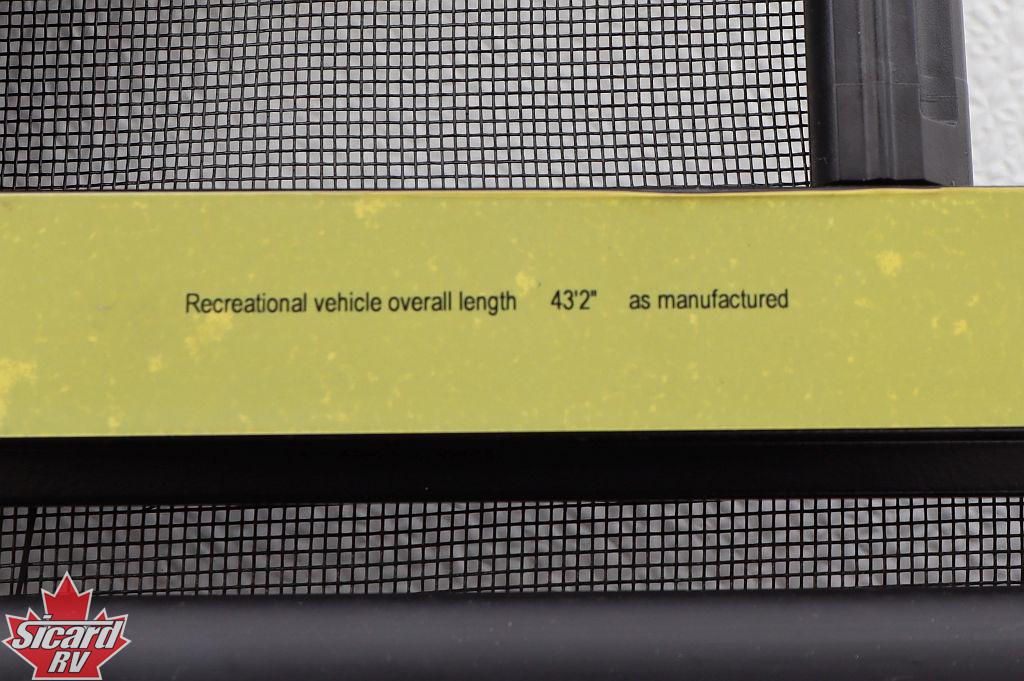 Recreational vehicle overall length 43'2" as manufactured
Sicard
RV